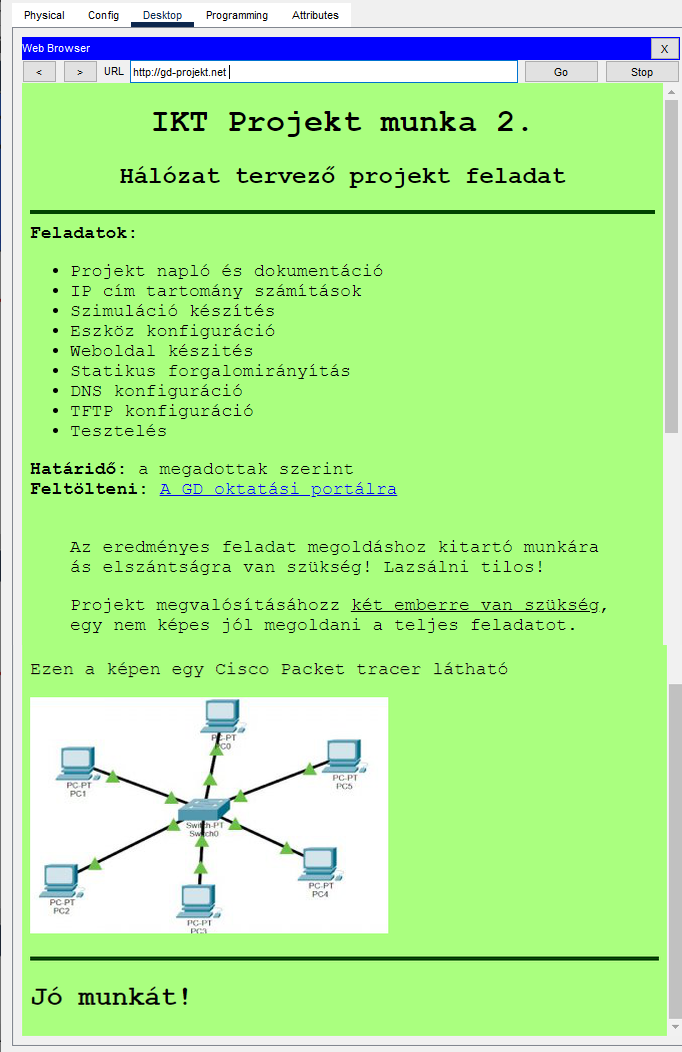 Physical Config Desktop Programming Attributes
Web Browser X
< > URL http://gd-projekt.net Go Stop
IKT Projekt munka 2.
Hálózat tervező projekt feladat
Feladatok:
• Projekt napló és dokumentáció
• IP cím tartomány számítások
• Szimuláció készítés
• Eszköz konfiguráció
• Weboldal készités
• Statikus forgalomirányítás
• DNS konfiguráció
• TFTP konfiguráció
• Tesztelés
Határidő: a megadottak szerint
Feltölteni: A GD oktatási portálra
Az eredményes feladat megoldáshoz kitartó munkára
ás elszántságra van szükség! Lazsálni tilos!
Projekt megvalósításáhozz két emberre van szükség,
egy nem képes jól megoldani a teljes feladatot.
Ezen a képen egy Cisco Packet tracer látható
PC-PT
PC0
PC-PT
PC1
PC-PT
PC5
Switch-PT
Switch0
PC-PT
PC2
PC-PT
PC4
PC-PT
PC3
Jó munkát!